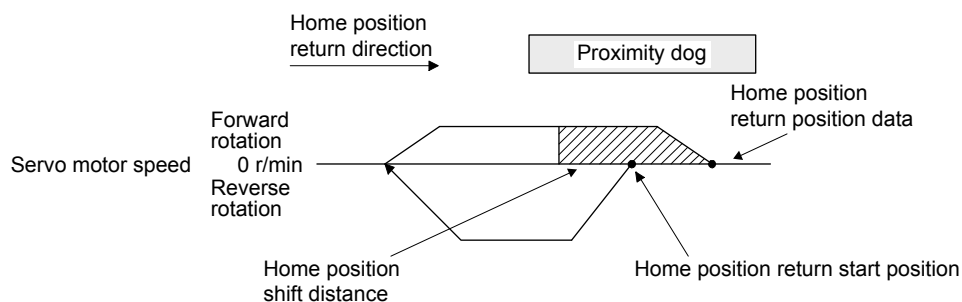 Home position
return direction
Proximity dog
Home position
return position data
Forward
rotation
Servo motor speed 0 r/min
Reverse
rotation
Home position
shift distance
Home position return start position